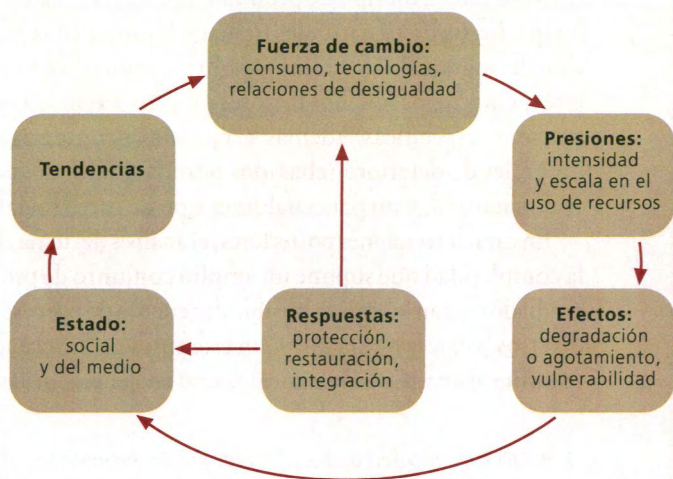 Fuerza de cambio:
consumo, tecnologías,
relaciones de desigualdad
Tendencias
Presiones:
intensidad
y escala en el
uso de recursos
Estado:
social
y del medio
Respuestas:
protección,
restauración,
integración
Efectos:
degradación
o agotamiento,
vulnerabilidad